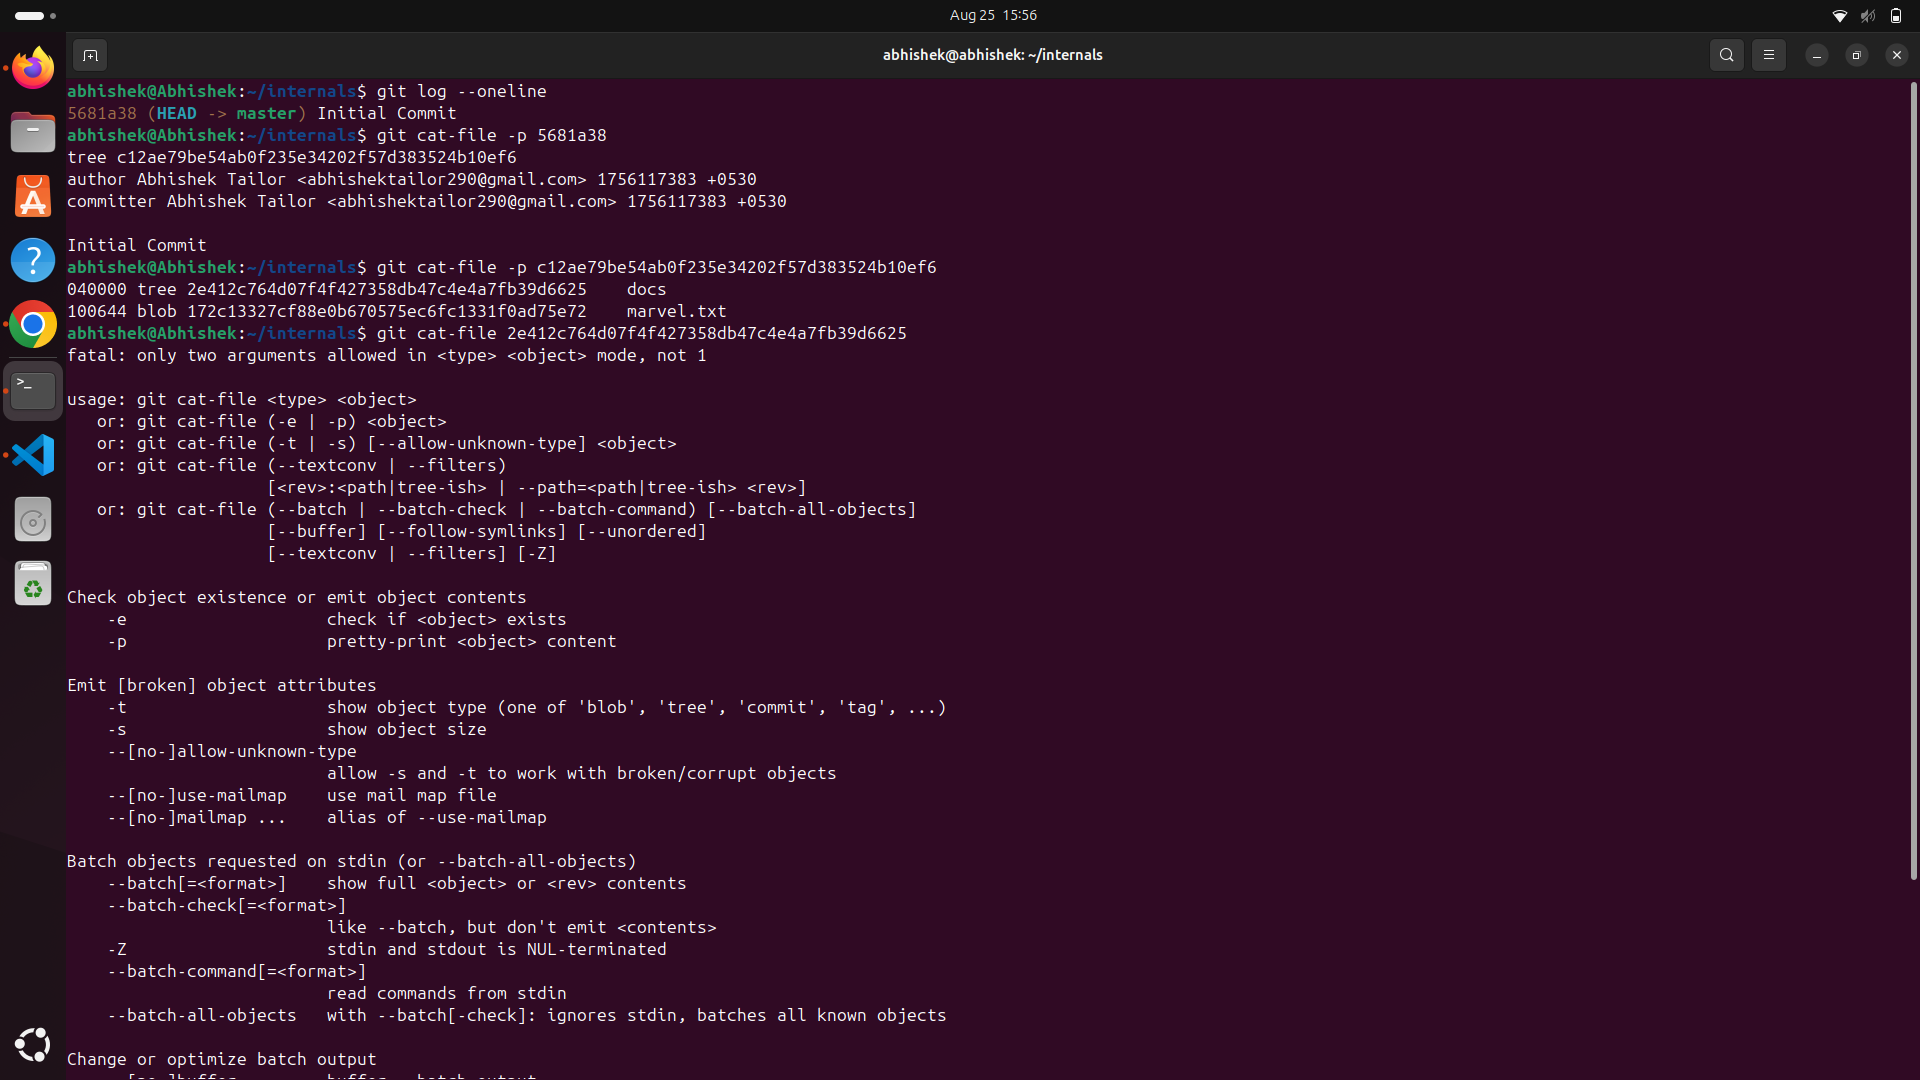 Aug 25 15:56
abhishek@abhishek: ~/internals
abhishek@Abhishek:~/internals$ git log --oneline
5681a38 (HEAD -> master) Initial Commit
abhishek@Abhishek:~/internals$ git cat-file -p 5681a38
tree c12ae79be54ab0f235e34202f57d383524b10ef6
author Abhishek Tailor <abhishektailor290@gmail.com> 1756117383 +0530
committer Abhishek Tailor <abhishektailor290@gmail.com> 1756117383 +0530
Initial Commit
abhishek@Abhishek:~/internals$ git cat-file -p c12ae79be54ab0f235e34202f57d383524b10ef6
040000 tree 2e412c764d07f4f427358db47c4e4a7fb39d6625    docs
100644 blob 172c13327cf88e0b670575ec6fc1331f0ad75e72    marvel.txt
abhishek@Abhishek:~/internals$ git cat-file 2e412c764d07f4f427358db47c4e4a7fb39d6625
fatal: only two arguments allowed in <type> <object> mode, not 1
usage: git cat-file <type> <object>
   or: git cat-file (-e | -p) <object>
   or: git cat-file (-t | -s) [--allow-unknown-type] <object>
   or: git cat-file (--textconv | --filters)
                    [<rev>:<path|tree-ish> | --path=<path|tree-ish> <rev>]
   or: git cat-file (--batch | --batch-check | --batch-command) [--batch-all-objects]
                    [--buffer] [--follow-symlinks] [--unordered]
                    [--textconv | --filters] [-Z]
Check object existence or emit object contents
    -e                    check if <object> exists
    -p                    pretty-print <object> content
Emit [broken] object attributes
    -t                    show object type (one of 'blob', 'tree', 'commit', 'tag', ...)
    -s                    show object size
    --[no-]allow-unknown-type
                          allow -s and -t to work with broken/corrupt objects
    --[no-]use-mailmap    use mail map file
    --[no-]mailmap ...    alias of --use-mailmap
Batch objects requested on stdin (or --batch-all-objects)
    --batch[=<format>]    show full <object> or <rev> contents
    --batch-check[=<format>]
                          like --batch, but don't emit <contents>
    -Z                    stdin and stdout is NUL-terminated
    --batch-command[=<format>]
                          read commands from stdin
    --batch-all-objects   with --batch[-check]: ignores stdin, batches all known objects
Change or optimize batch output